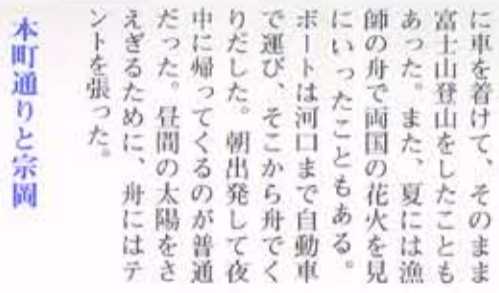 に車を着けて、そのまま
富士山登山をしたことも
あった。また、夏には漁
師の舟で両国の花火を見
にいったこともある。
ボートは河口まで自動車
で運び、そこから舟でく
りだした。朝出発して夜
中に帰ってくるのが普通
だった。昼間の太陽をさ
えぎるために、舟にはテ
ントを張った。
本町通りと宗岡